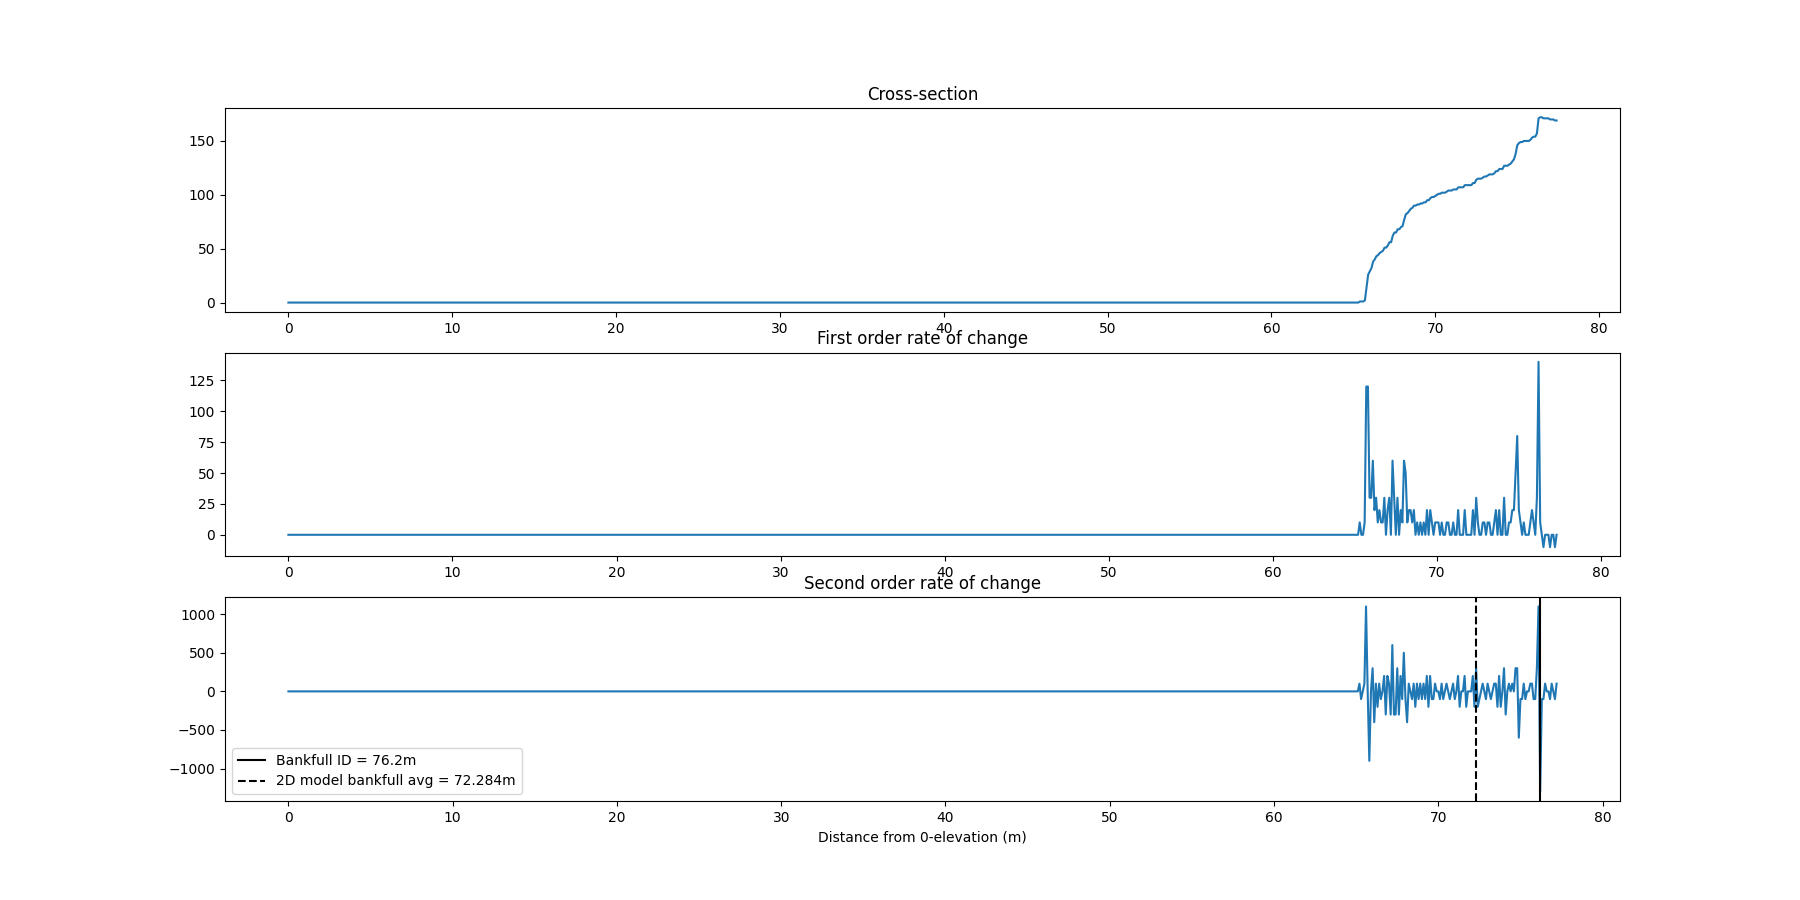 Cross-section
150
100
50
0
0 10 20 30 40 50 60 70 80
First order rate of change
125
100
75
50
25
0
0 10 20 30 40 50 60 70 80
Second order rate of change
1000
500
0
−500
−1000
Bankfull ID = 76.2m
2D model bankfull avg = 72.284m
0 10 20 30 40 50 60 70 80
Distance from 0-elevation (m)